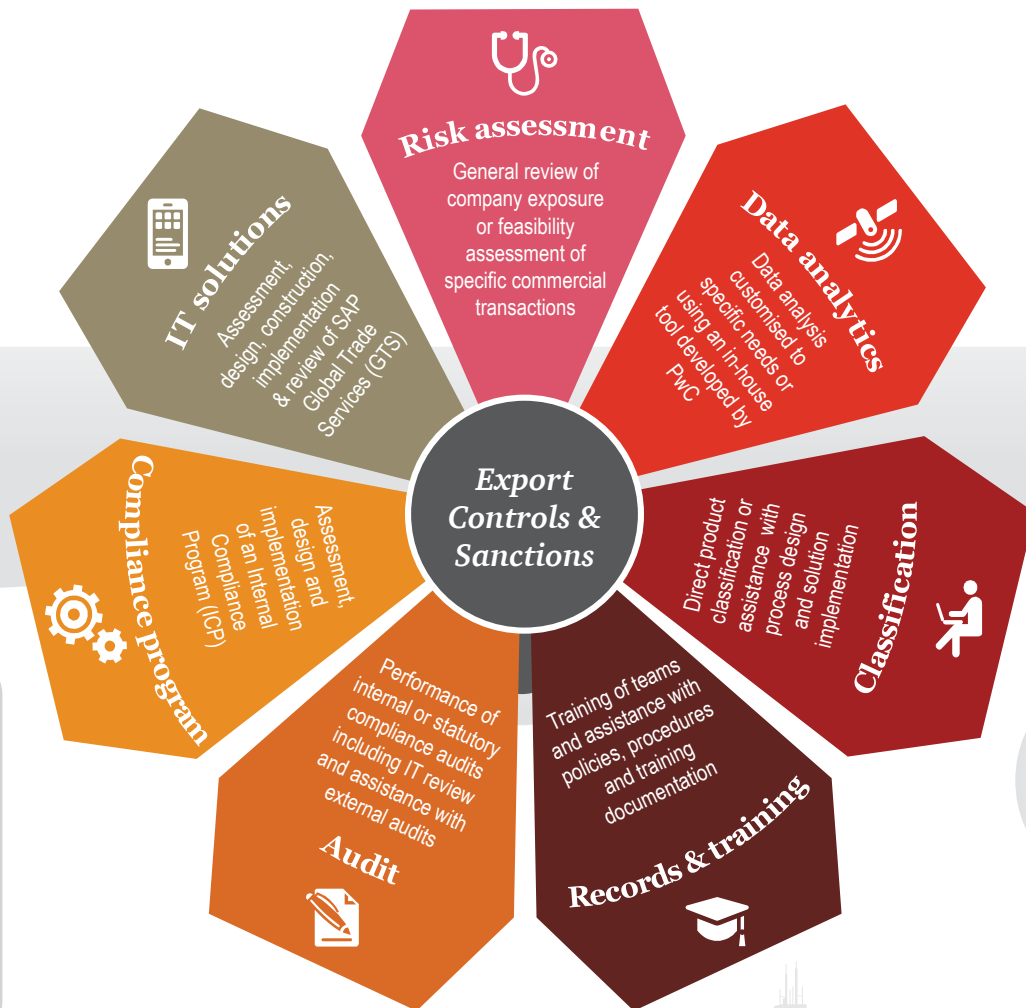 Risk assessment
General review of
company exposure
or feasibility
assessment of
specific commercial
transactions
Data analytics
Data analysis
customised to
specific needs or
using an in-house
tool developed by
PwC
Classification
Direct product
classification or
assistance with
process design
and solution
implementation
Training of teams
and assistance with
policies, procedures
and training
documentation
Records & training
Performance of
internal or statutory
compliance audits
including IT review
and assistance with
external audits
Audit
Compliance program
Assessment,
design and
implementation
of an Internal
Compliance
Program (ICP)
IT solutions
Assessment,
design, construction,
implementation
& review of SAP
Global Trade
Services (GTS)
Export
Controls &
Sanctions